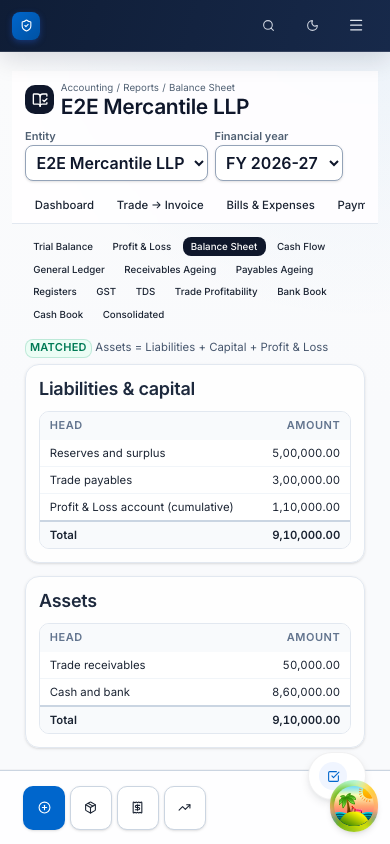 Accounting / Reports / Balance Sheet
E2E Mercantile LLP
Entity Financial year
E2E Mercantile LLP FY 2026-27
Dashboard Trade → Invoice Bills & Expenses Paym
Trial Balance Profit & Loss Balance Sheet Cash Flow
General Ledger Receivables Ageing Payables Ageing
Registers GST TDS Trade Profitability Bank Book
Cash Book Consolidated
MATCHED Assets = Liabilities + Capital + Profit & Loss
Liabilities & capital
HEAD AMOUNT
Reserves and surplus 5,00,000.00
Trade payables 3,00,000.00
Profit & Loss account (cumulative) 1,10,000.00
Total 9,10,000.00
Assets
HEAD AMOUNT
Trade receivables 50,000.00
Cash and bank 8,60,000.00
Total 9,10,000.00